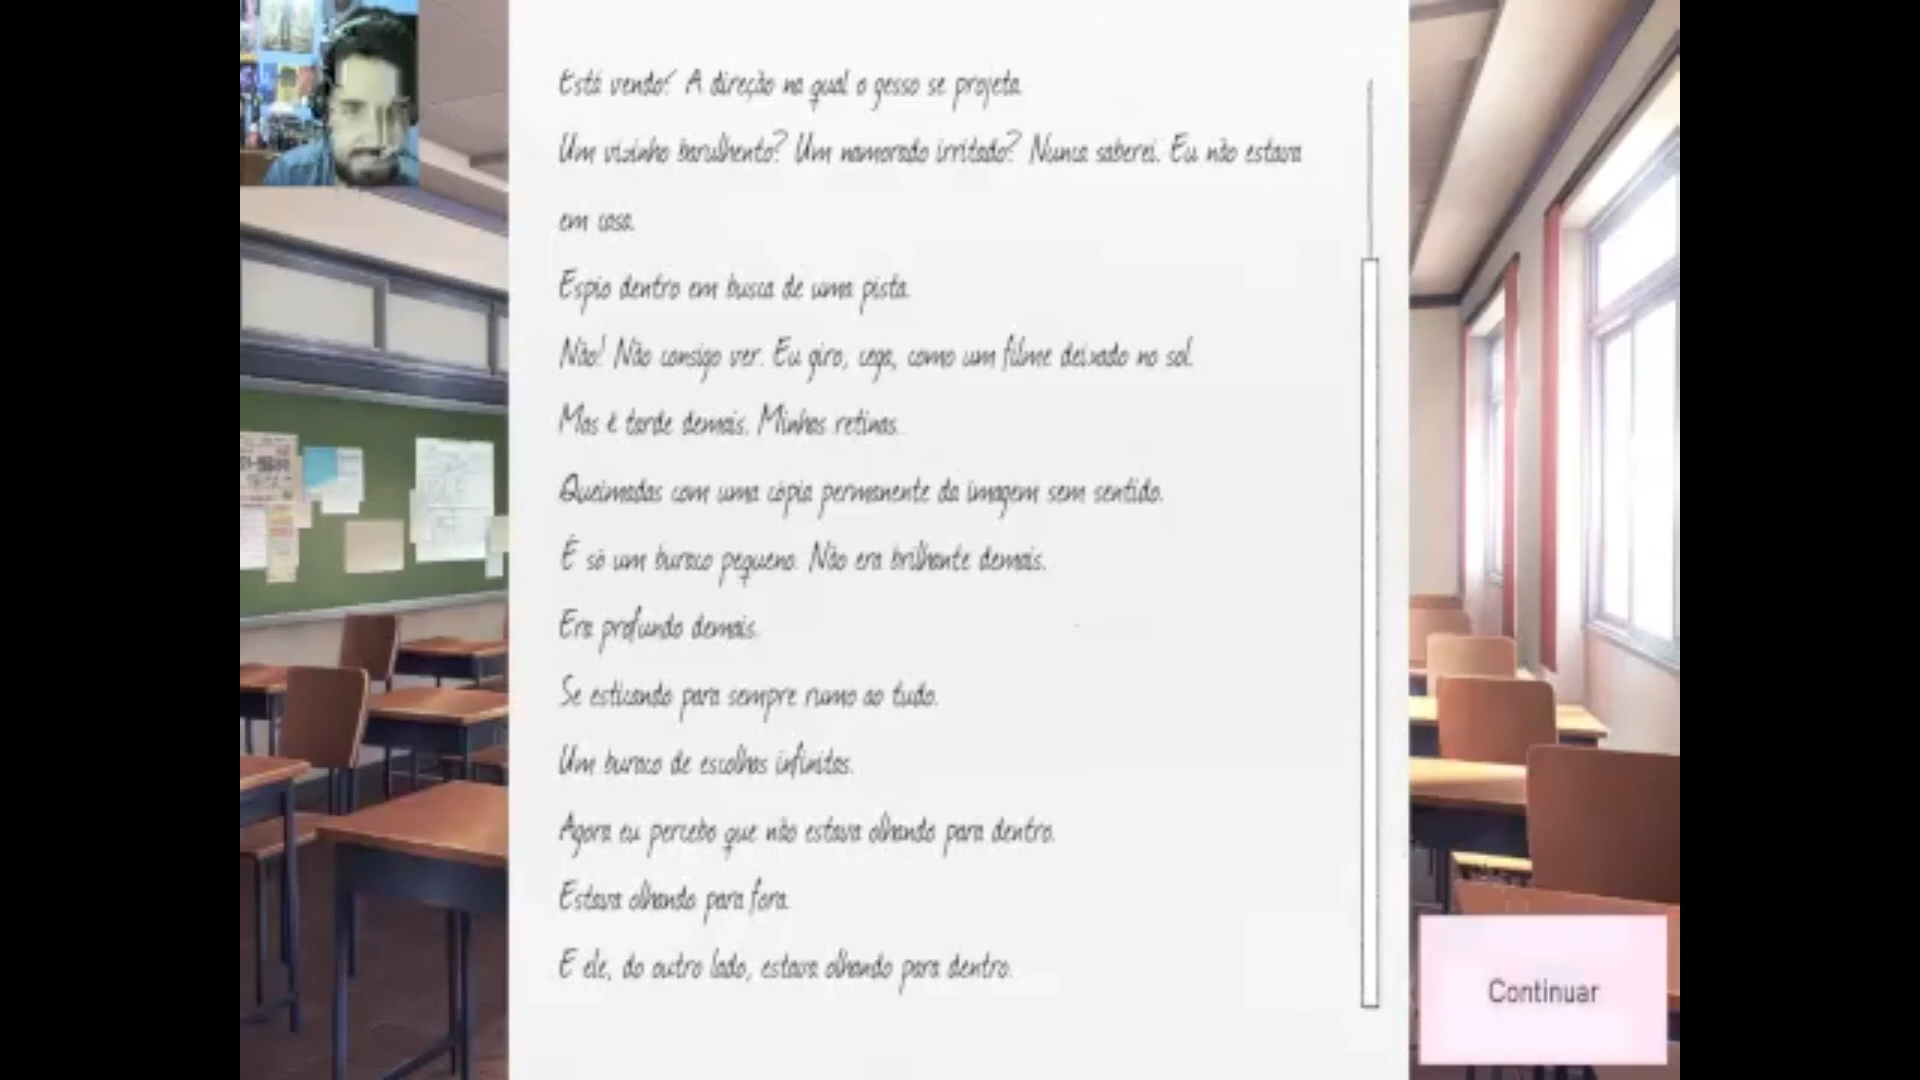 Está vendo? A direção na qual o gesso se projeta.
Um vizinho barulhento? Um namorado irritado? Nunca saberei. Eu não estava
em casa.
Espio dentro em busca de uma pista.
Não! Não consigo ver. Eu giro, cega, como um filme deixado no sol.
Mas é tarde demais. Minhas retinas.
Queimadas com uma cópia permanente da imagem sem sentido.
É só um buraco pequeno. Não era brilhante demais.
Era profundo demais.
Se esticando para sempre rumo ao tudo.
Um buraco de escolhas infinitas.
Agora eu percebo que não estava olhando para dentro.
Estava olhando para fora.
E ele, do outro lado, estava olhando para dentro.
Continuar